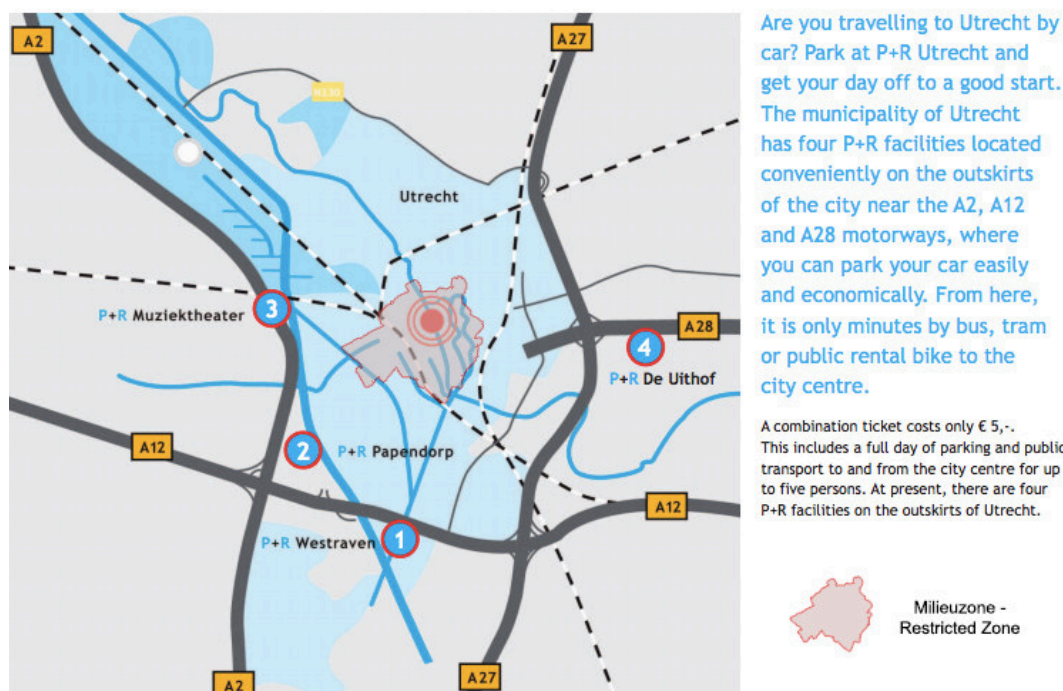 A2
A27
N230
Utrecht
3
P+R Muziektheater
A28
4
P+R De Uithof
A12
2
P+R Papendorp
A12
P+R Westraven
1
A2
A27
Are you travelling to Utrecht by
car? Park at P+R Utrecht and
get your day off to a good start.
The municipality of Utrecht
has four P+R facilities located
conveniently on the outskirts
of the city near the A2, A12
and A28 motorways, where
you can park your car easily
and economically. From here,
it is only minutes by bus, tram
or public rental bike to the
city centre.
A combination ticket costs only € 5,-.
This includes a full day of parking and public
transport to and from the city centre for up
to five persons. At present, there are four
P+R facilities on the outskirts of Utrecht.
Milieuzone -
Restricted Zone